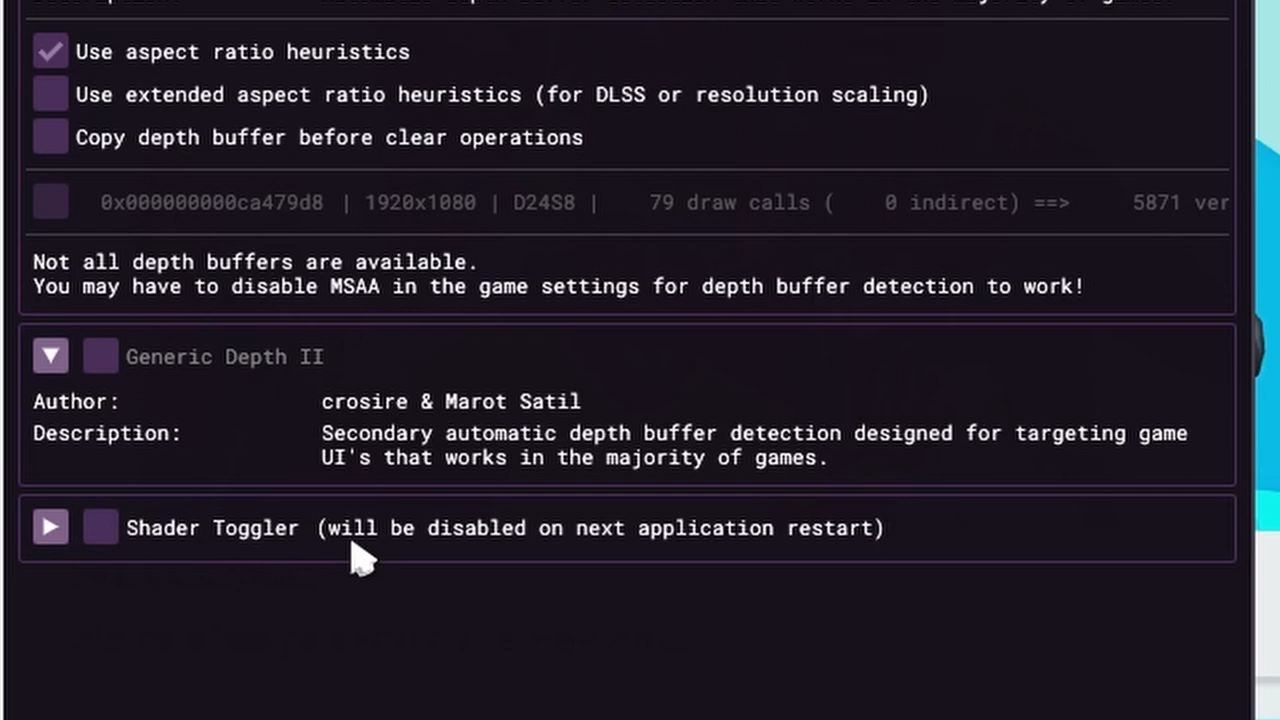 Use aspect ratio heuristics
Use extended aspect ratio heuristics (for DLSS or resolution scaling)
Copy depth buffer before clear operations
0x000000000ca479d8 | 1920x1080 | D24S8 | 79 draw calls ( 0 indirect) ==> 5871 ver
Not all depth buffers are available.
You may have to disable MSAA in the game settings for depth buffer detection to work!
Generic Depth II
Author: crosire & Marot Satil
Description: Secondary automatic depth buffer detection designed for targeting game
UI's that works in the majority of games.
Shader Toggler (will be disabled on next application restart)